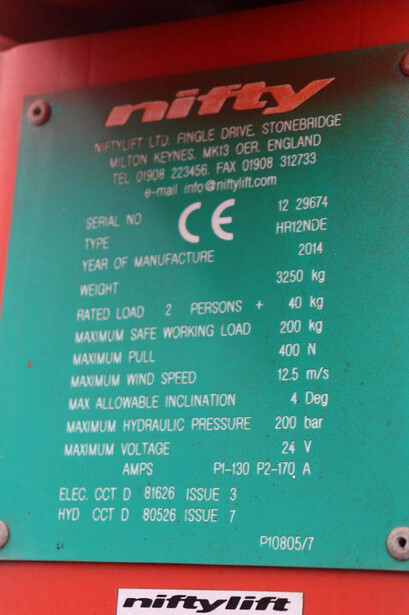 nifty
NIFTYLIFT LTD. FINGLE DRIVE, STONEBRIDGE
MILTON KEYNES. MK13 OER. ENGLAND
TEL 01908 223456. FAX 01908 312733
e-mail info@niftylift.com
CE
SERIAL NO 12 29674
TYPE HR12NDE
YEAR OF MANUFACTURE 2014
WEIGHT 3250 kg
RATED LOAD 2 PERSONS + 40 kg
MAXIMUM SAFE WORKING LOAD 200 kg
MAXIMUM PULL 400 N
MAXIMUM WIND SPEED 12.5 m/s
MAX ALLOWABLE INCLINATION 4 Deg
MAXIMUM HYDRAULIC PRESSURE 200 bar
MAXIMUM VOLTAGE 24 V
AMPS P1-130 P2-170 A
ELEC. CCT D 81626 ISSUE 3
HYD CCT D 80526 ISSUE 7
P10805/7
niftylift